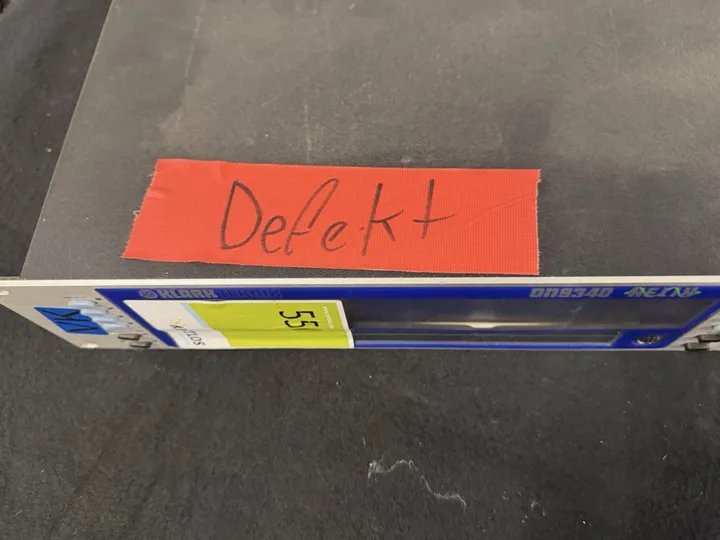 Defekt
KLARK TEKNIK
DN9340
HELIX
55